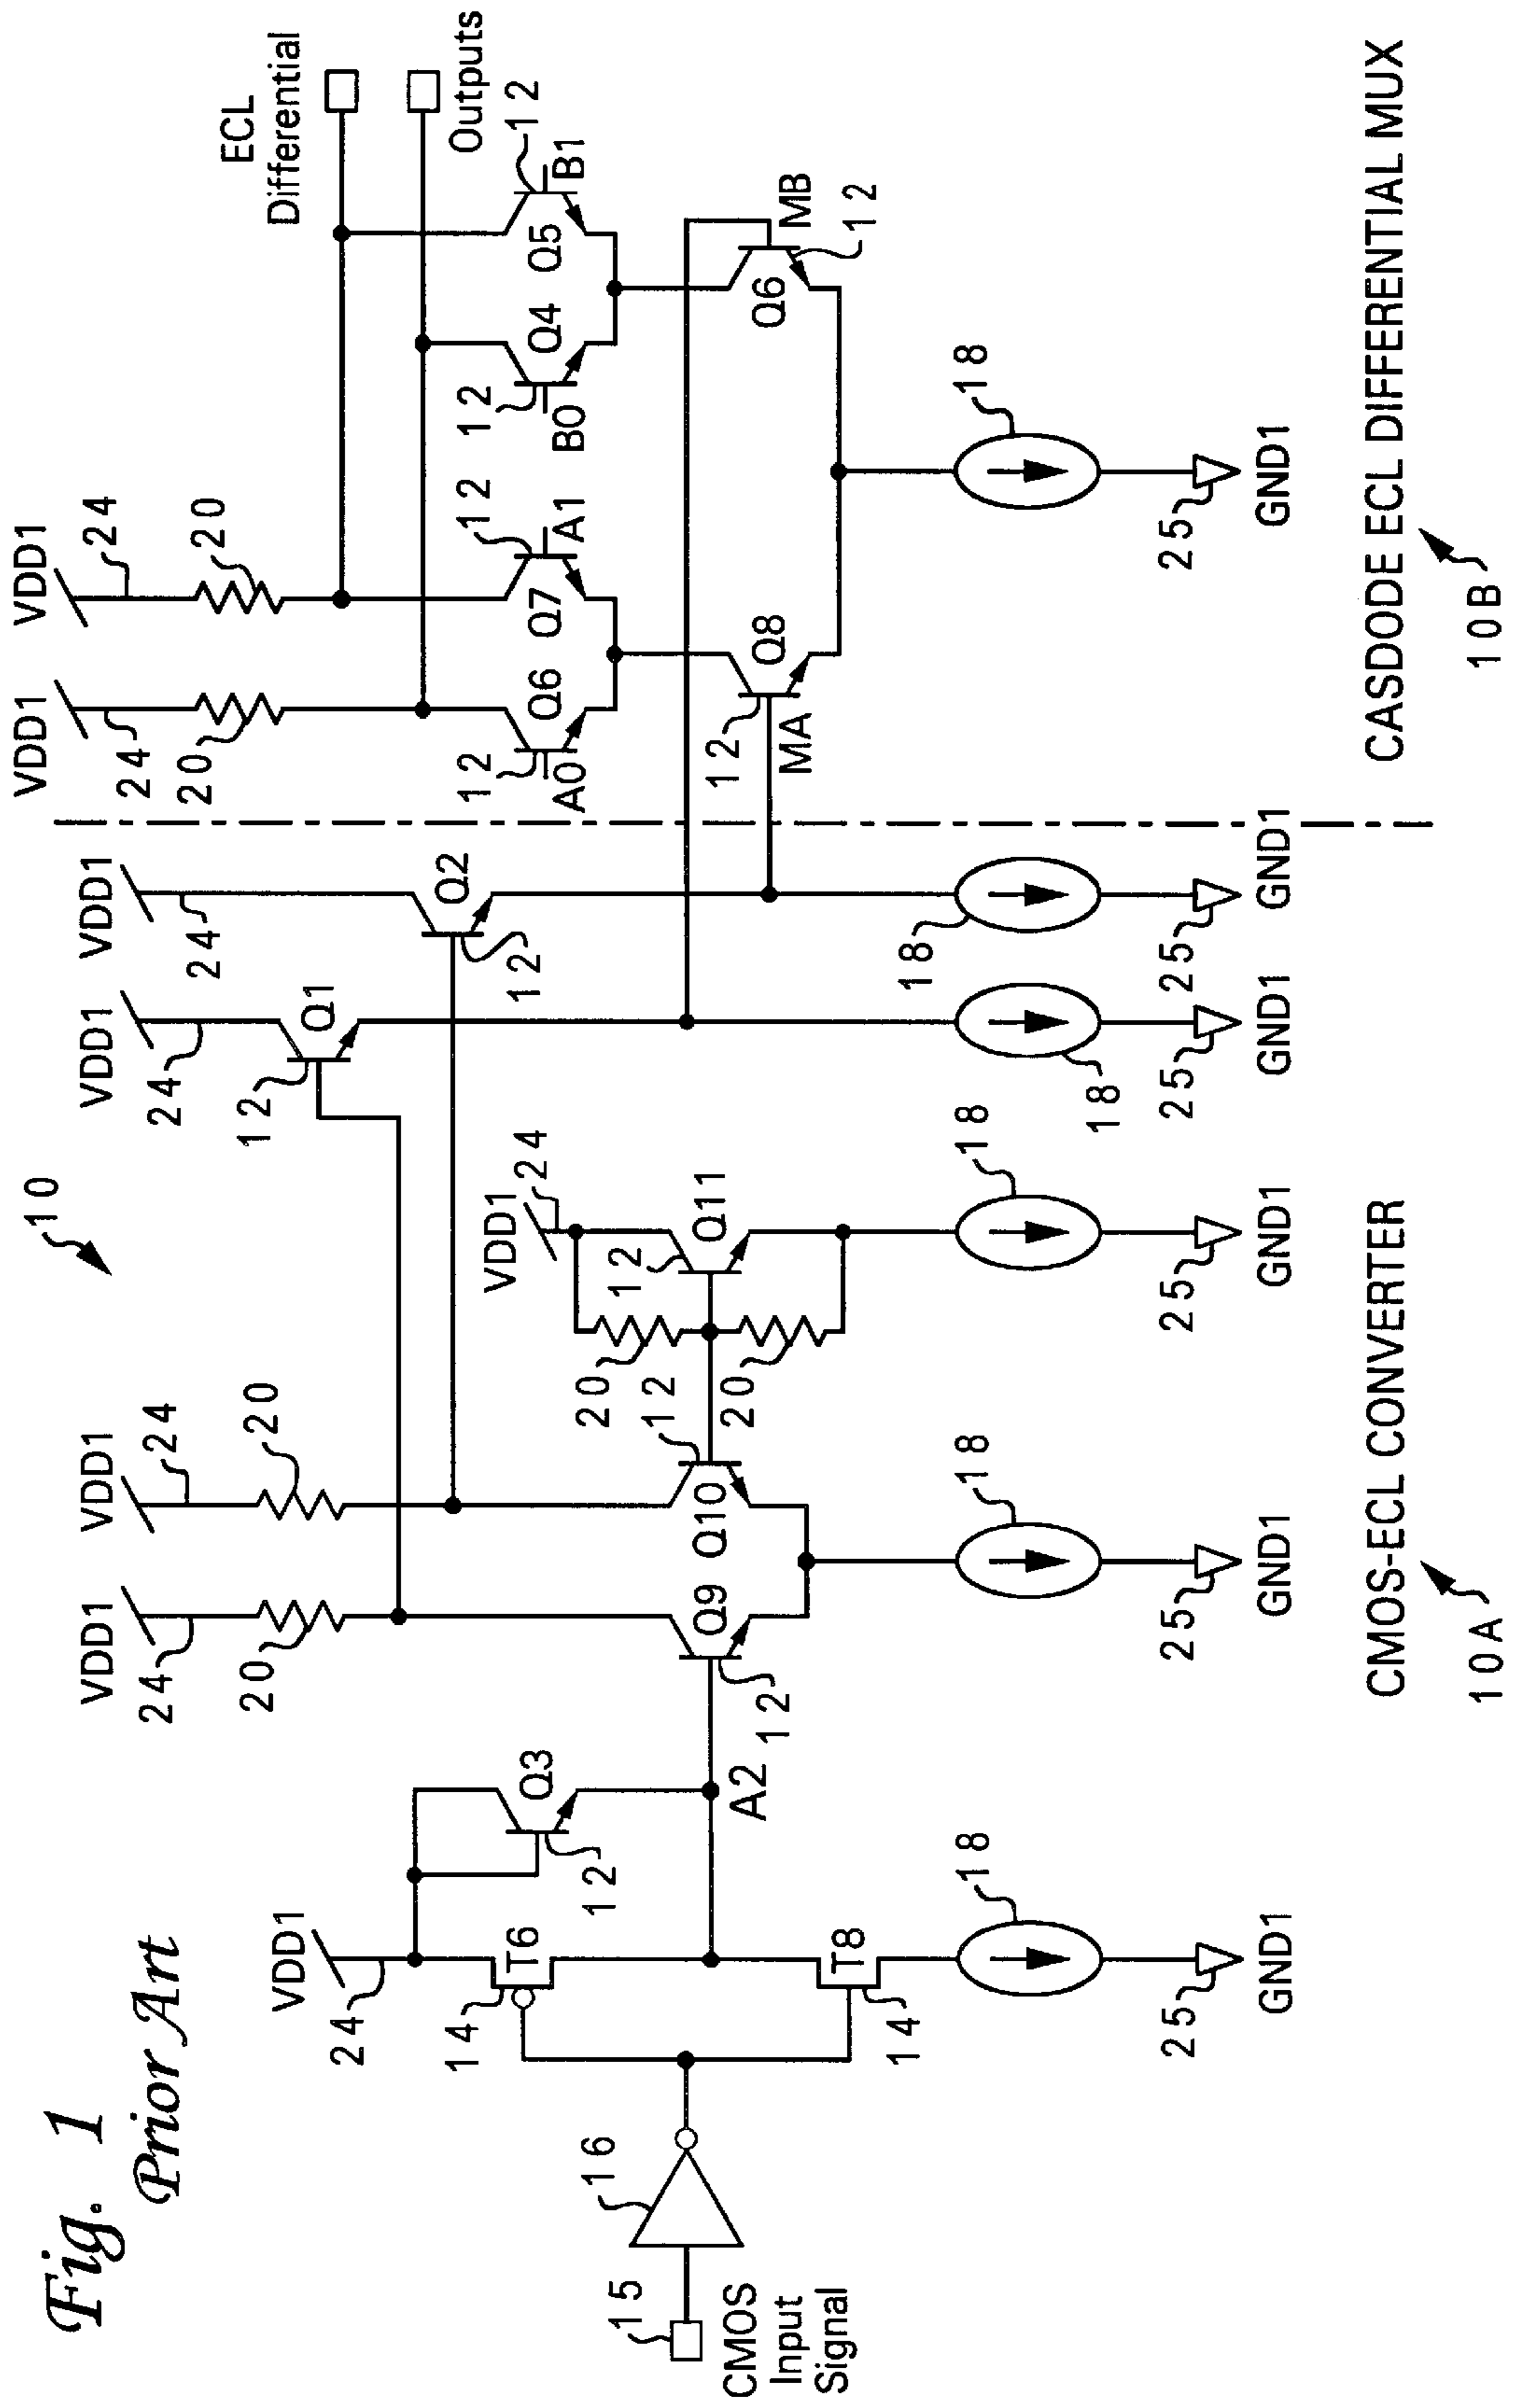 Fig. 1
Prior Art
10
CMOS
Input
Signal
15
16
VDD1
24
14
T6
14
T8
18
25
GND1
Q3
12
A2
VDD1
24
20
Q9
12
VDD1
24
20
Q10
12
18
25
GND1
VDD1
24
20
20
12
Q11
18
25
GND1
VDD1
24
12
Q1
18
25
GND1
VDD1
24
Q2
12
18
25
GND1
CMOS-ECL CONVERTER
10A
VDD1
24
20
VDD1
24
20
12
A0
Q6
Q7
12
A1
12
B0
Q4
Q5
12
B1
ECL
Differential
Outputs
12
MA
Q8
Q6
MB
12
18
25
GND1
CASDODE ECL DIFFERENTIAL MUX
10B